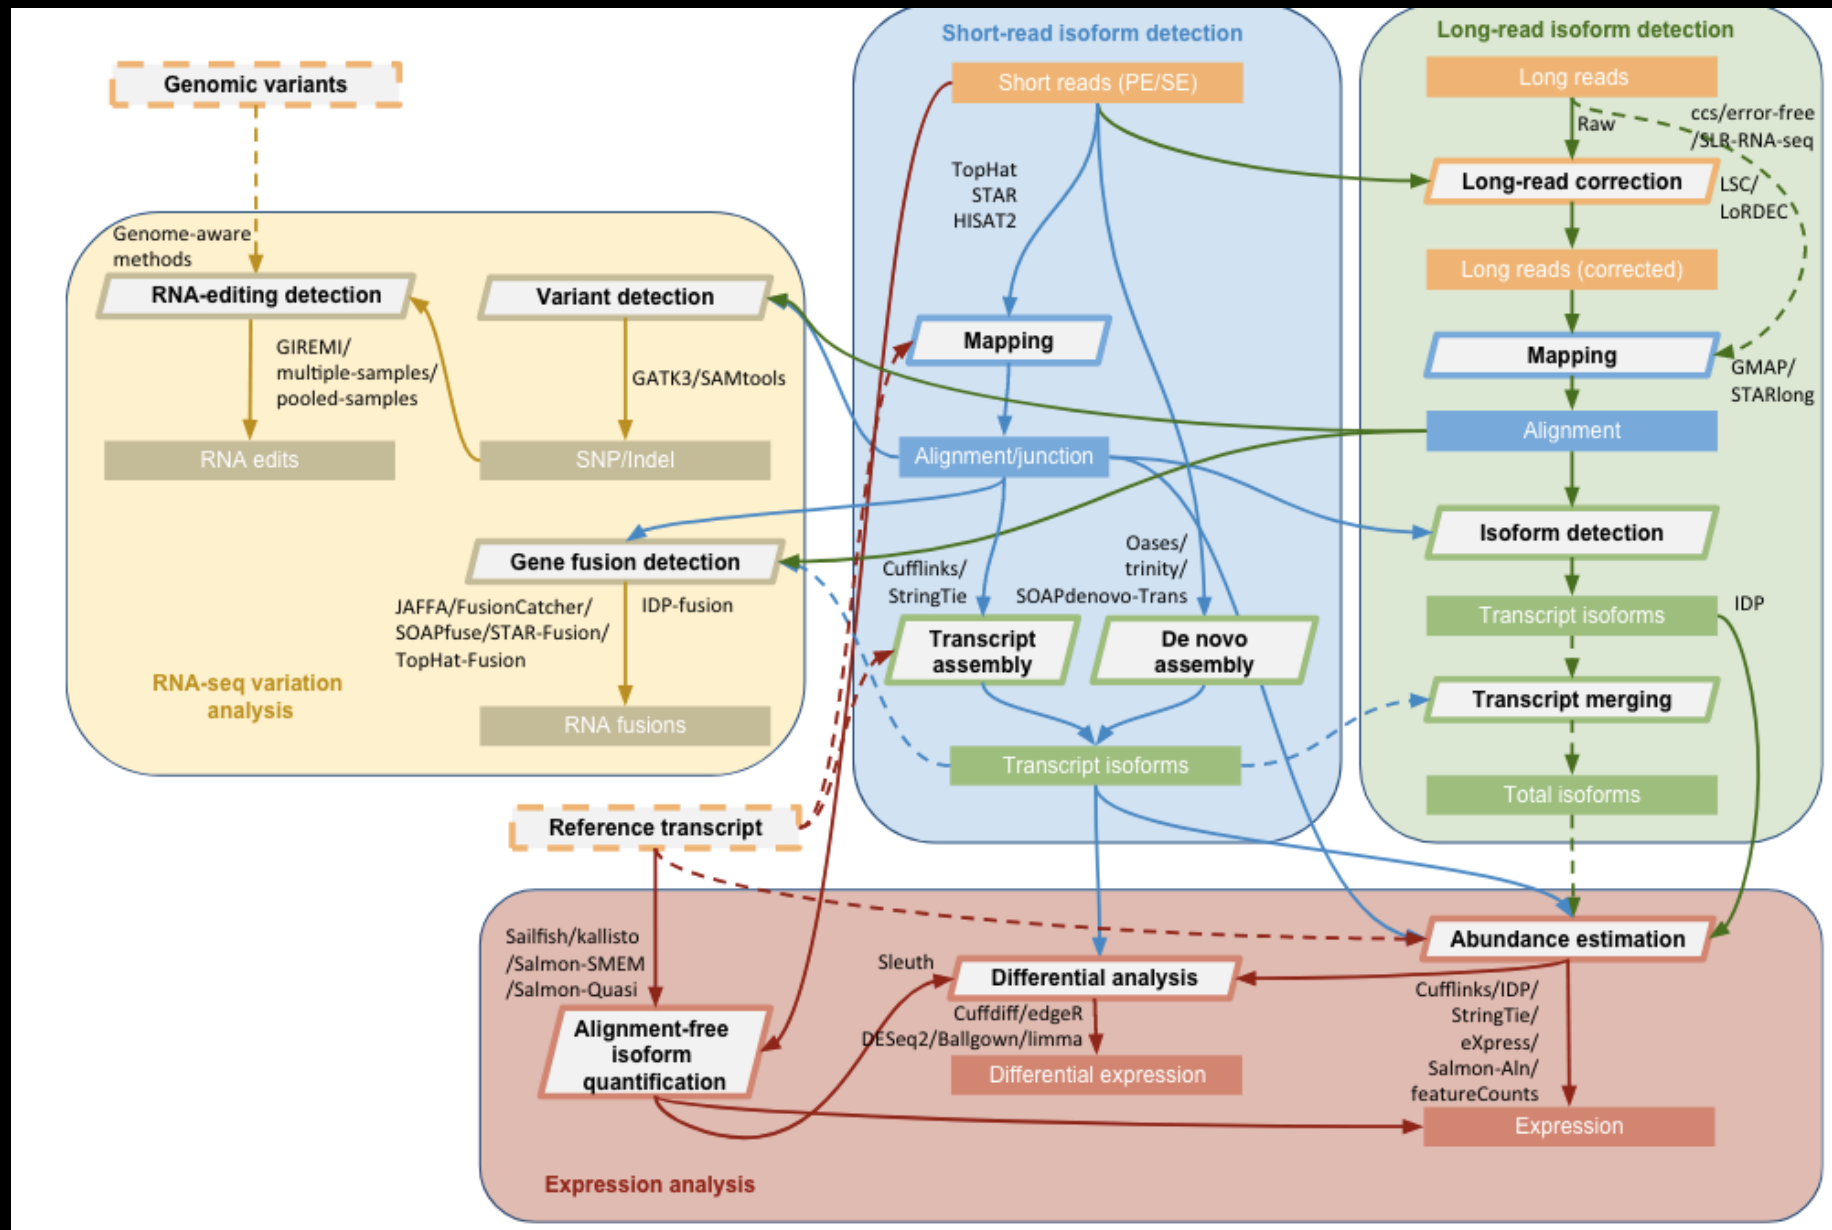 Short-read isoform detection
Long-read isoform detection
Genomic variants
Short reads (PE/SE)
Long reads
Raw
ccs/error-free
/SLR-RNA-seq
TopHat
STAR
HISAT2
Long-read correction
LSC/
LoRDEC
Genome-aware
methods
RNA-editing detection
Variant detection
Long reads (corrected)
GIREMI/
multiple-samples/
pooled-samples
GATK3/SAMtools
Mapping
Mapping
GMAP/
STARlong
RNA edits
SNP/Indel
Alignment/junction
Alignment
Gene fusion detection
Isoform detection
Cufflinks/
StringTie
Oases/
trinity/
SOAPdenovo-Trans
JAFFA/FusionCatcher/
SOAPfuse/STAR-Fusion/
TopHat-Fusion
IDP-fusion
Transcript isoforms
IDP
Transcript
assembly
De novo
assembly
RNA-seq variation
analysis
RNA fusions
Transcript merging
Transcript isoforms
Total isoforms
Reference transcript
Sailfish/kallisto
/Salmon-SMEM
/Salmon-Quasi
Sleuth
Differential analysis
Abundance estimation
Cuffdiff/edgeR
DESeq2/Ballgown/limma
Cufflinks/IDP/
StringTie/
eXpress/
Salmon-Aln/
featureCounts
Alignment-free
isoform
quantification
Differential expression
Expression
Expression analysis